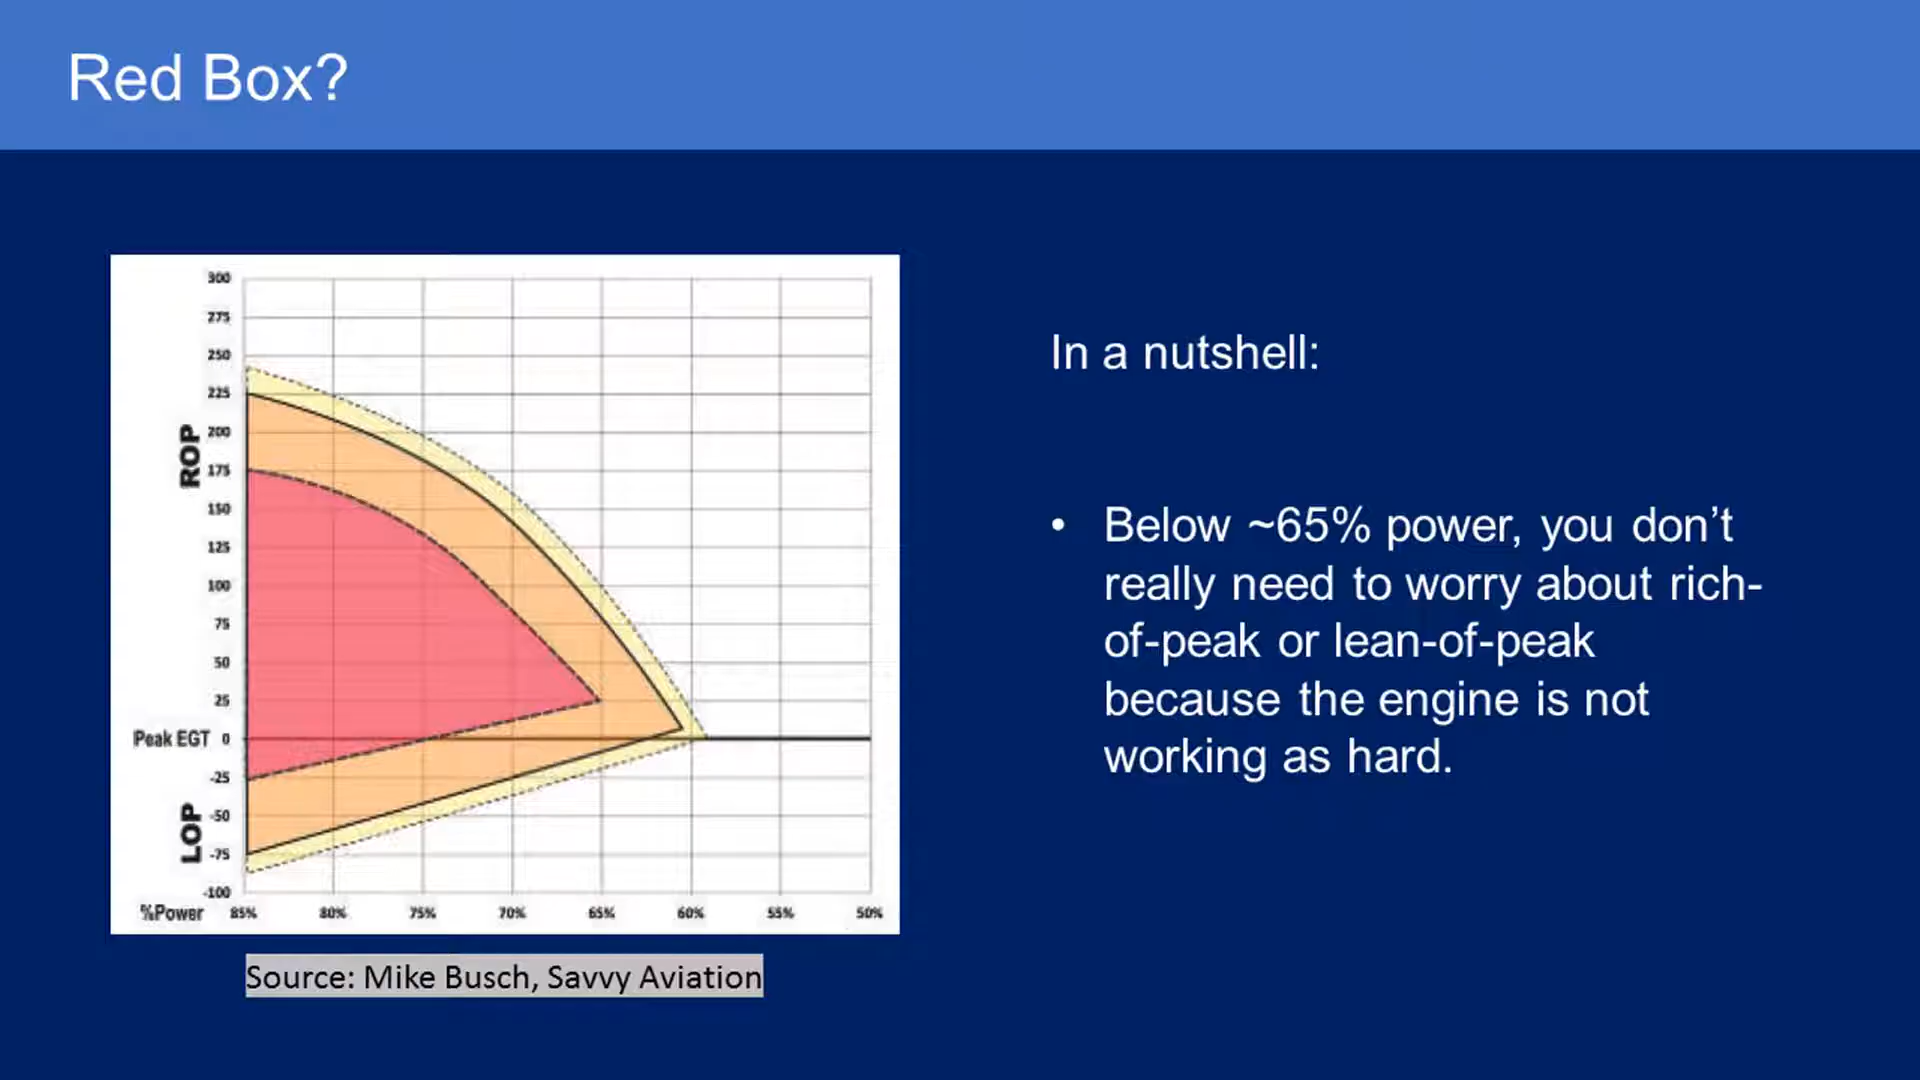 Red Box?
300
275
250
225
200
175
150
125
100
75
50
25
Peak EGT 0
-25
-50
-75
-100
ROP
LOP
%Power 85% 80% 75% 70% 65% 60% 55% 50%
Source: Mike Busch, Savvy Aviation
In a nutshell:
• Below ~65% power, you don’t
really need to worry about rich-
of-peak or lean-of-peak
because the engine is not
working as hard.